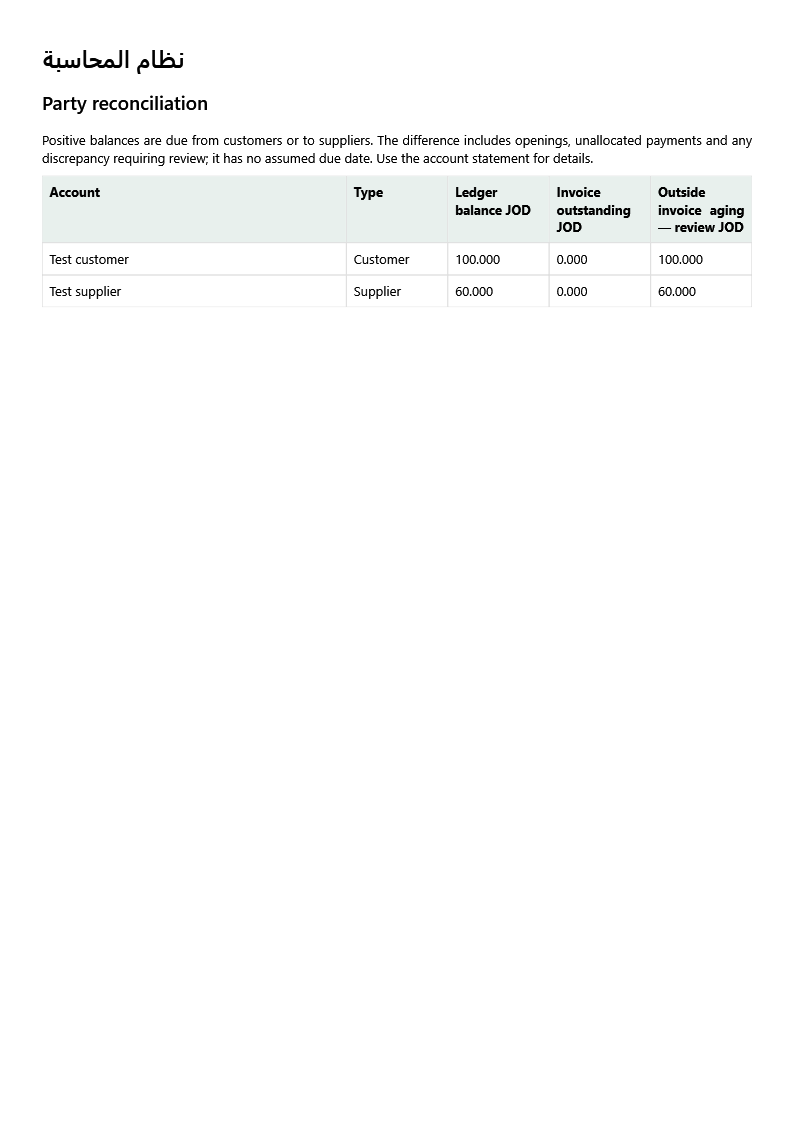 نظام المحاسبة
Party reconciliation
Positive balances are due from customers or to suppliers. The difference includes openings, unallocated payments and any
discrepancy requiring review; it has no assumed due date. Use the account statement for details.
Account Type Ledger balance JOD Invoice outstanding JOD Outside invoice aging — review JOD
Test customer Customer 100.000 0.000 100.000
Test supplier Supplier 60.000 0.000 60.000